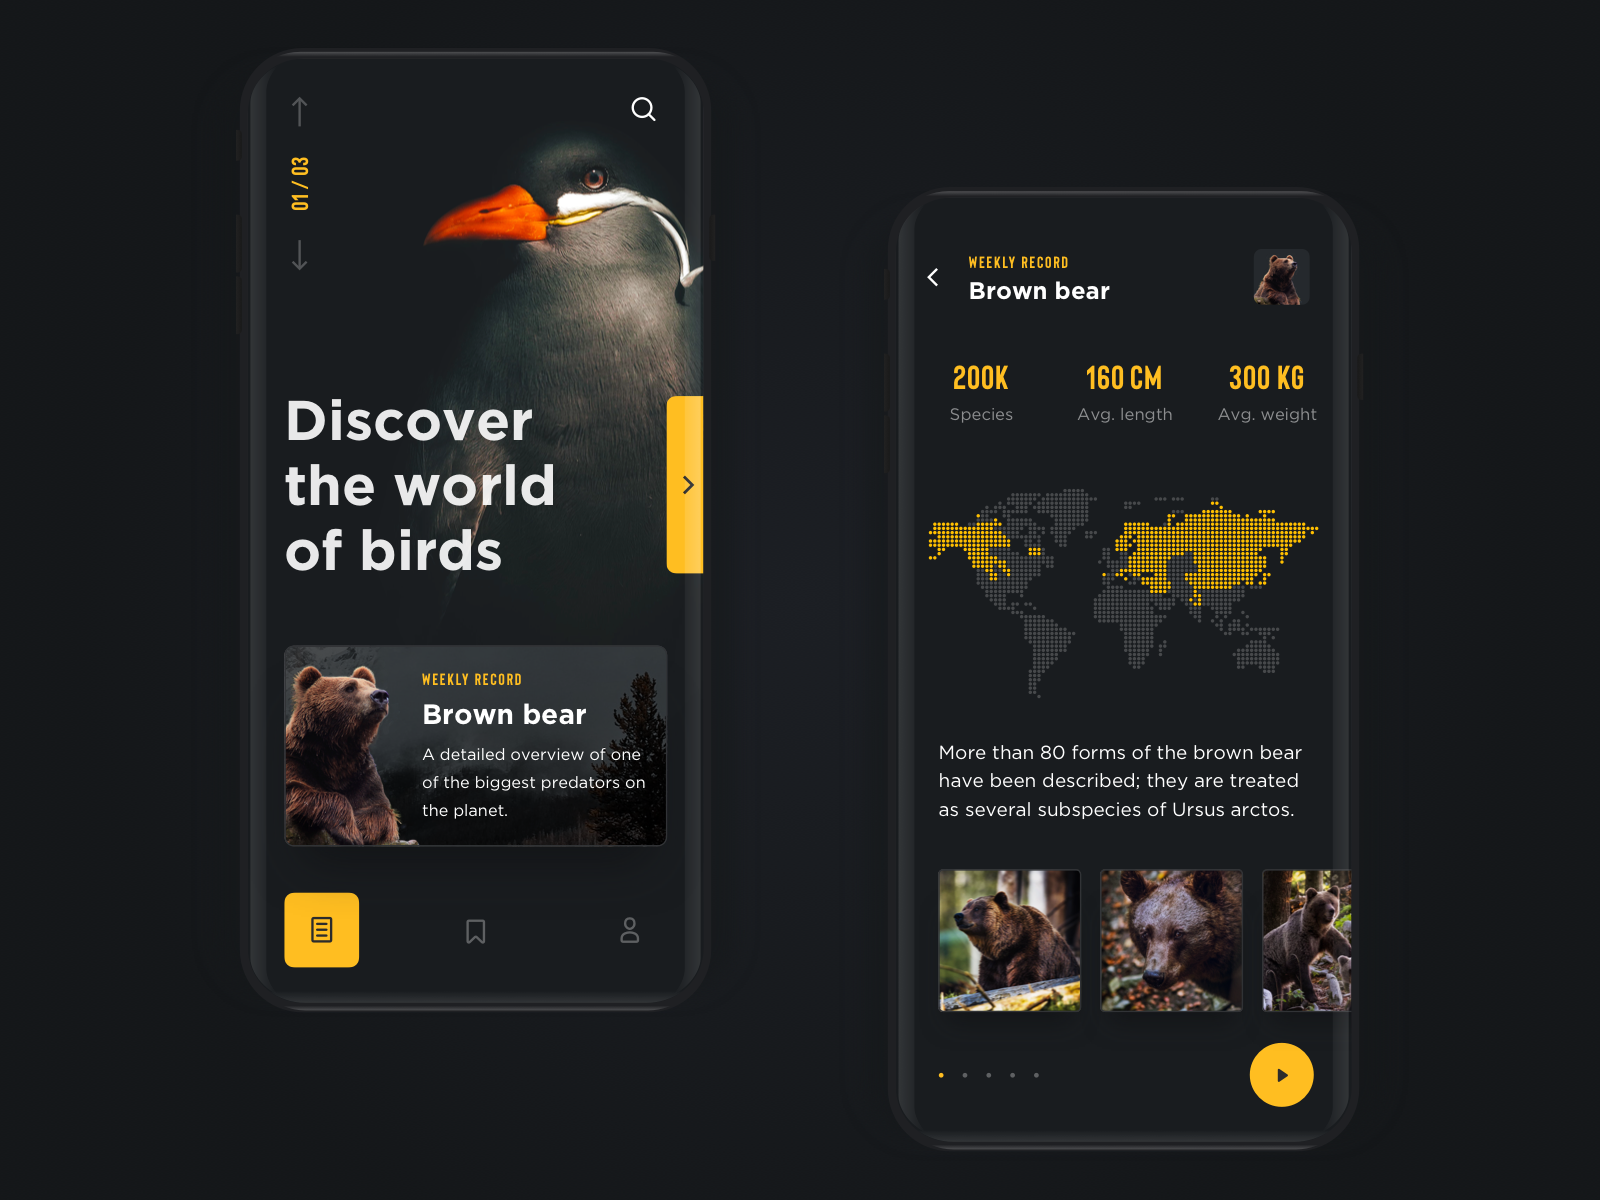 01 / 03
Discover
the world
of birds
WEEKLY RECORD
Brown bear
A detailed overview of one
of the biggest predators on
the planet.
WEEKLY RECORD
Brown bear
200K
Species
160 CM
Avg. length
300 KG
Avg. weight
More than 80 forms of the brown bear
have been described; they are treated
as several subspecies of Ursus arctos.